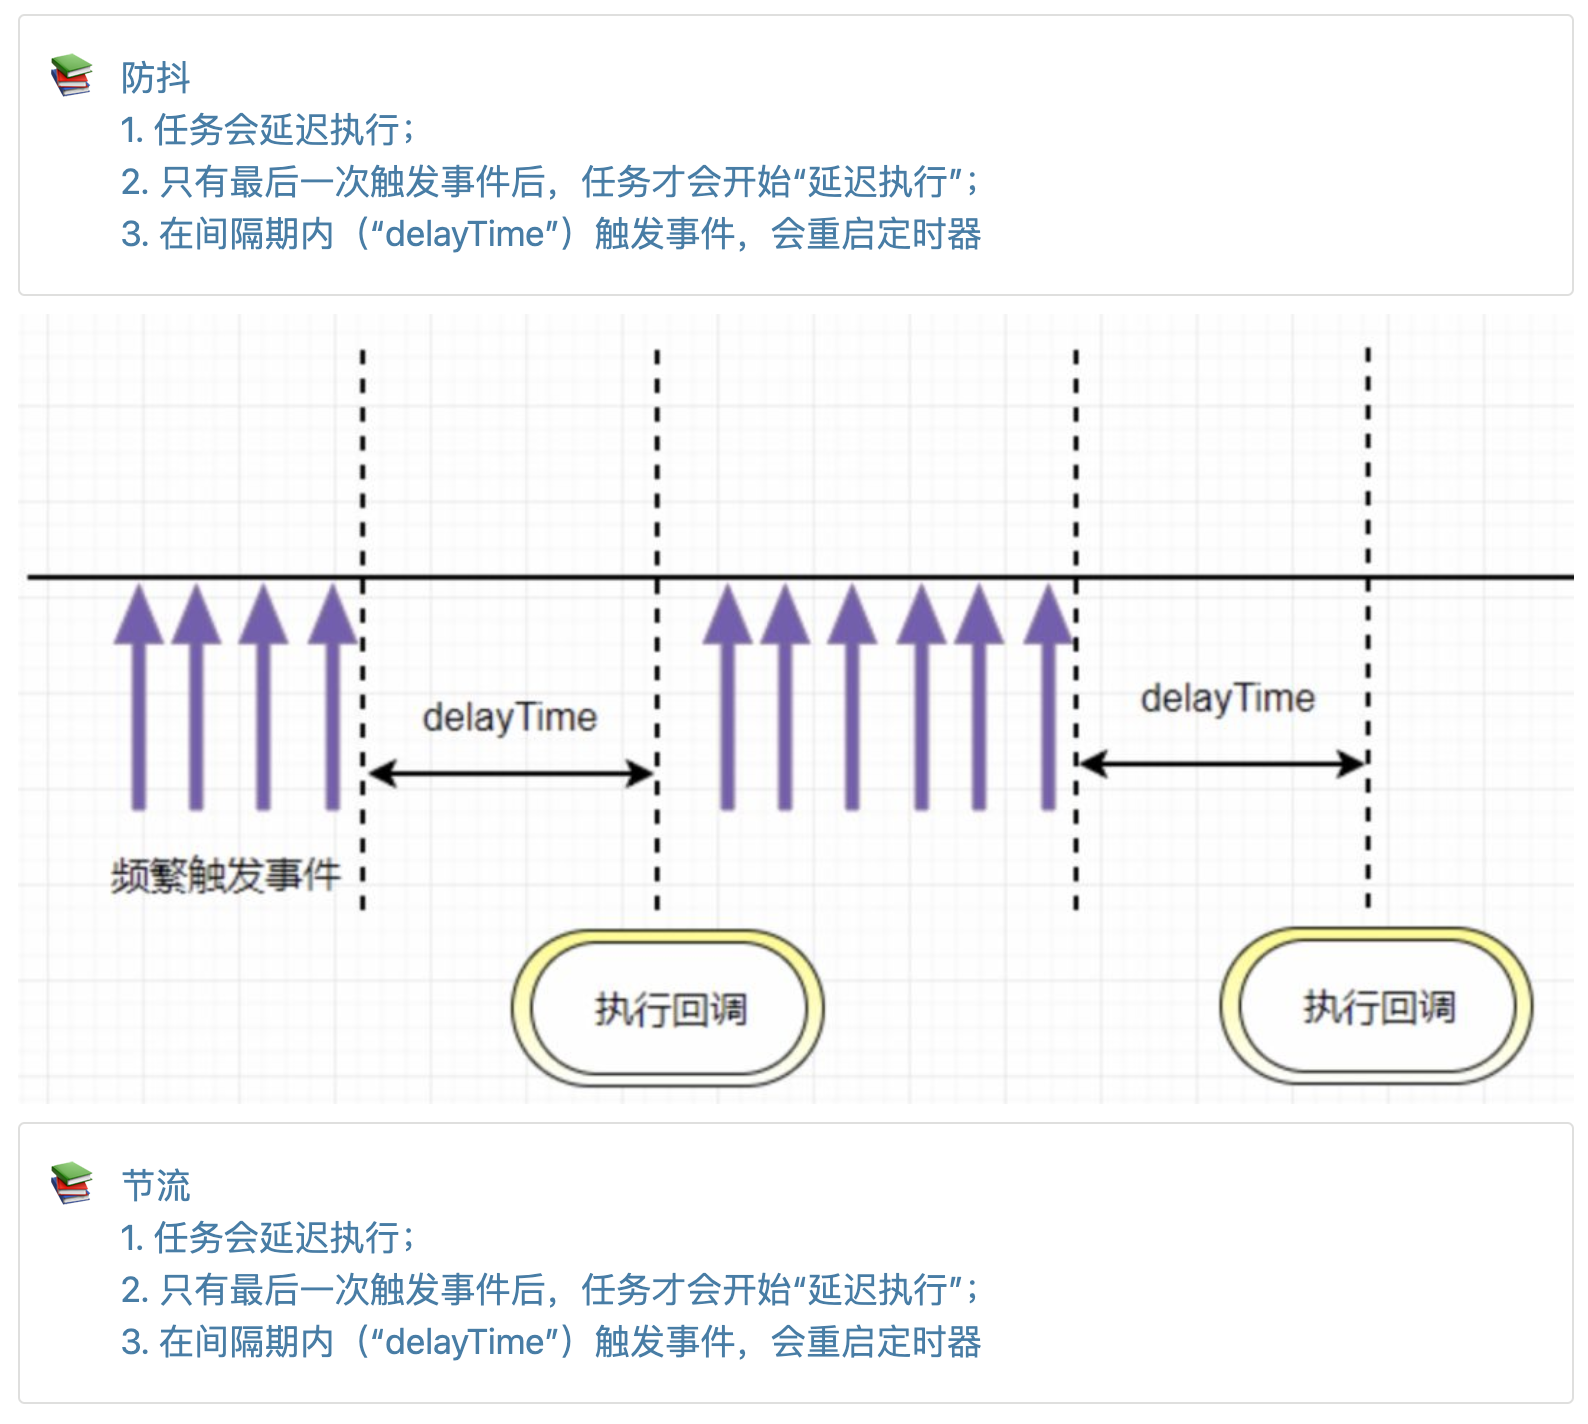 防抖
1. 任务会延迟执行；
2. 只有最后一次触发事件后，任务才会开始“延迟执行”；
3. 在间隔期内（“delayTime”）触发事件，会重启定时器
delayTime
delayTime
频繁触发事件
执行回调
执行回调
节流
1. 任务会延迟执行；
2. 只有最后一次触发事件后，任务才会开始“延迟执行”；
3. 在间隔期内（“delayTime”）触发事件，会重启定时器